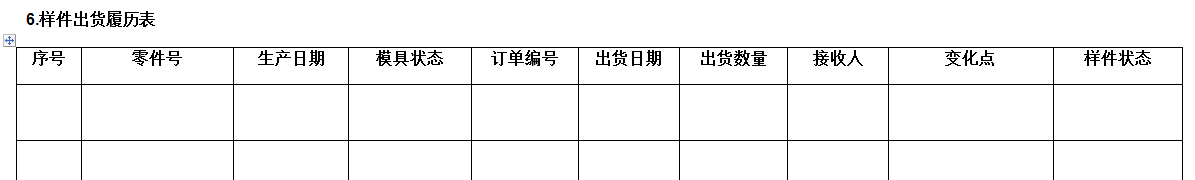 6.样件出货履历表
序号 零件号 生产日期 模具状态 订单编号 出货日期 出货数量 接收人 变化点 样件状态